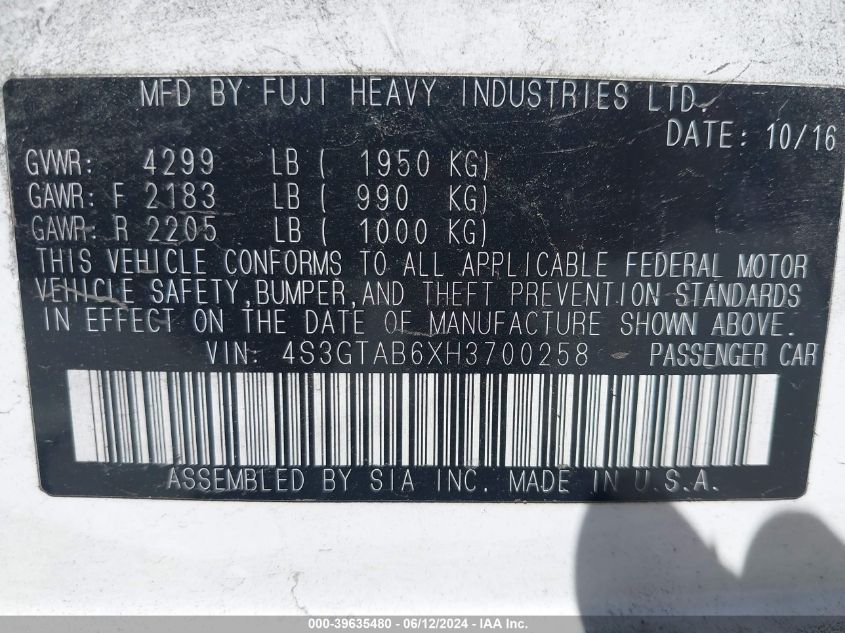 MFD BY FUJI HEAVY INDUSTRIES LTD.
DATE: 10/16
GVWR: 4299 LB ( 1950 KG)
GAWR: F 2183 LB ( 990 KG)
GAWR: R 2205 LB ( 1000 KG)
THIS VEHICLE CONFORMS TO ALL APPLICABLE FEDERAL MOTOR
VEHICLE SAFETY, BUMPER, AND THEFT PREVENTION STANDARDS
IN EFFECT ON THE DATE OF MANUFACTURE SHOWN ABOVE.
VIN: 4S3GTAB6XH3700258 PASSENGER CAR
ASSEMBLED BY SIA INC. MADE IN U.S.A.
000-39635480 - 06/12/2024 - IAA Inc.